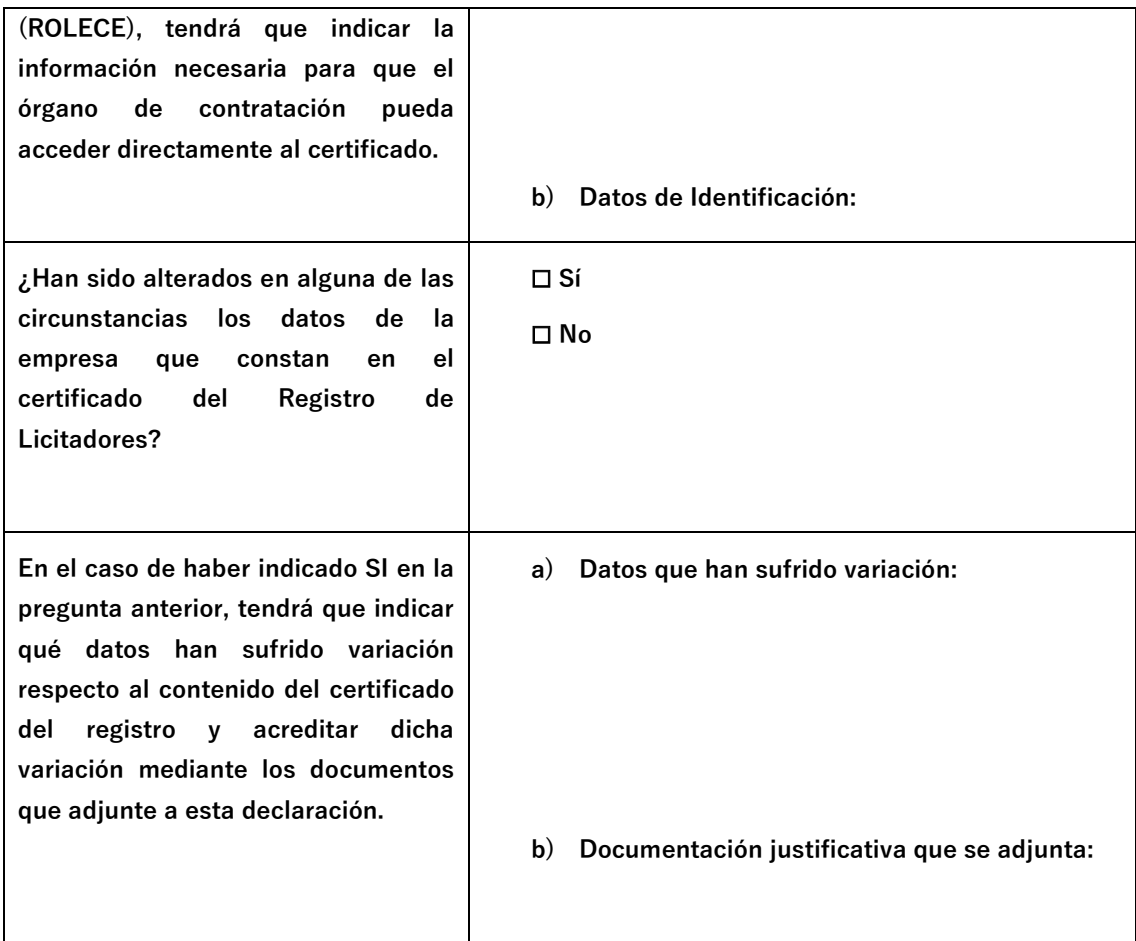 (ROLECE), tendrá que indicar la
información necesaria para que el
órgano de contratación pueda
acceder directamente al certificado.
b) Datos de Identificación:
¿Han sido alterados en alguna de las
circunstancias los datos de la
empresa que constan en el
certificado del Registro de
Licitadores?
☐ Sí
☐ No
En el caso de haber indicado SI en la
pregunta anterior, tendrá que indicar
qué datos han sufrido variación
respecto al contenido del certificado
del registro y acreditar dicha
variación mediante los documentos
que adjunte a esta declaración.
a) Datos que han sufrido variación:
b) Documentación justificativa que se adjunta: